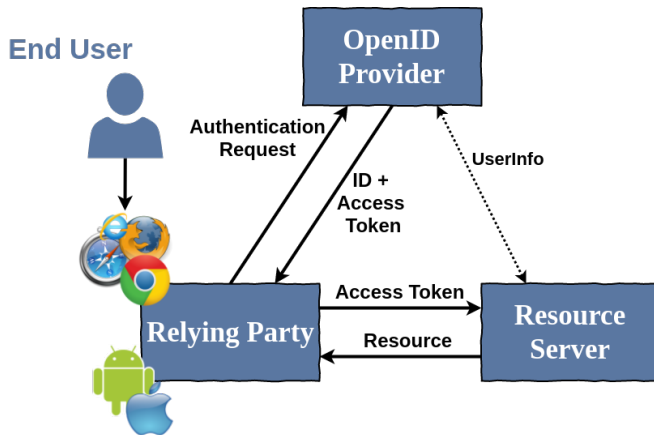 End User
OpenID
Provider
Authentication
Request
ID +
Access
Token
UserInfo
Relying Party
Access Token
Resource
Resource
Server